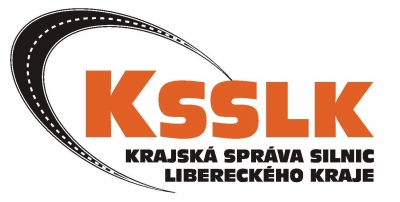 KSSLK
KRAJSKÁ SPRÁVA SILNIC
LIBERECKÉHO KRAJE